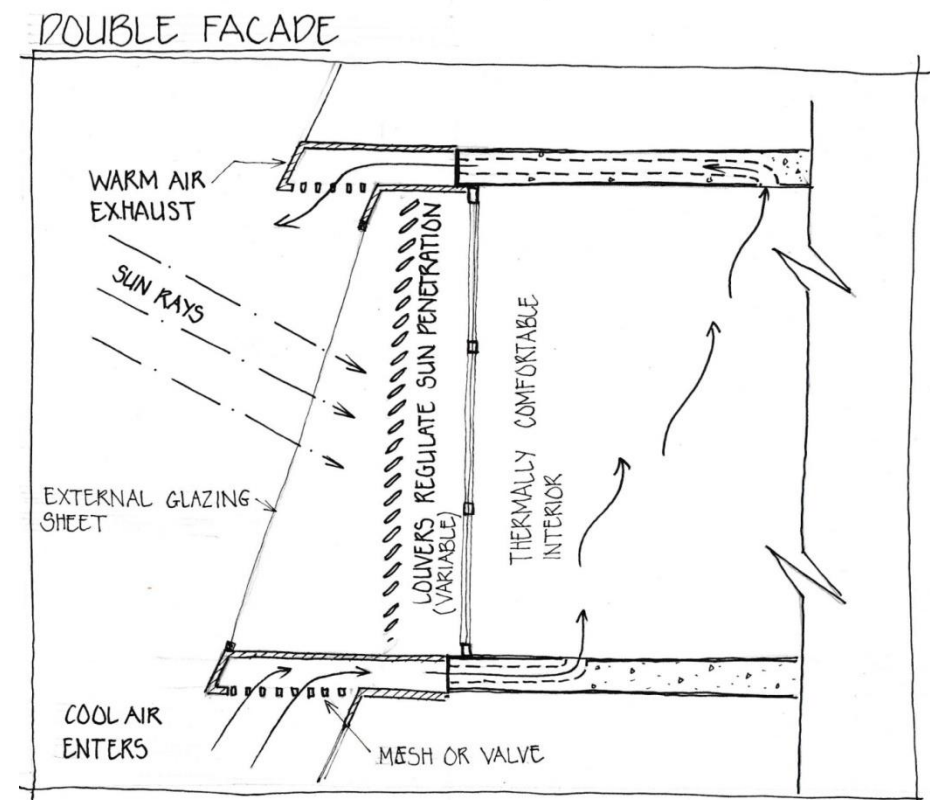 DOUBLE FACADE
WARM AIR
EXHAUST
SUN RAYS
EXTERNAL GLAZING
SHEET
LOUVERS REGULATE SUN PENETRATION
(VARIABLE)
THERMALLY COMFORTABLE
INTERIOR
COOL AIR
ENTERS
MESH OR VALVE